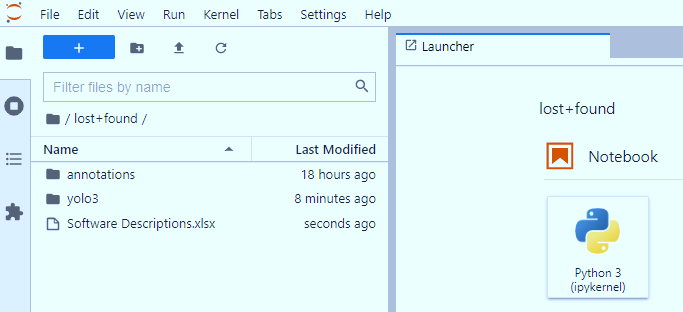 File Edit View Run Kernel Tabs Settings Help
+
Filter files by name
/ lost+found /
Name Last Modified
annotations 18 hours ago
yolo3 8 minutes ago
Software Descriptions.xlsx seconds ago
Launcher
lost+found
Notebook
Python 3
(ipykernel)